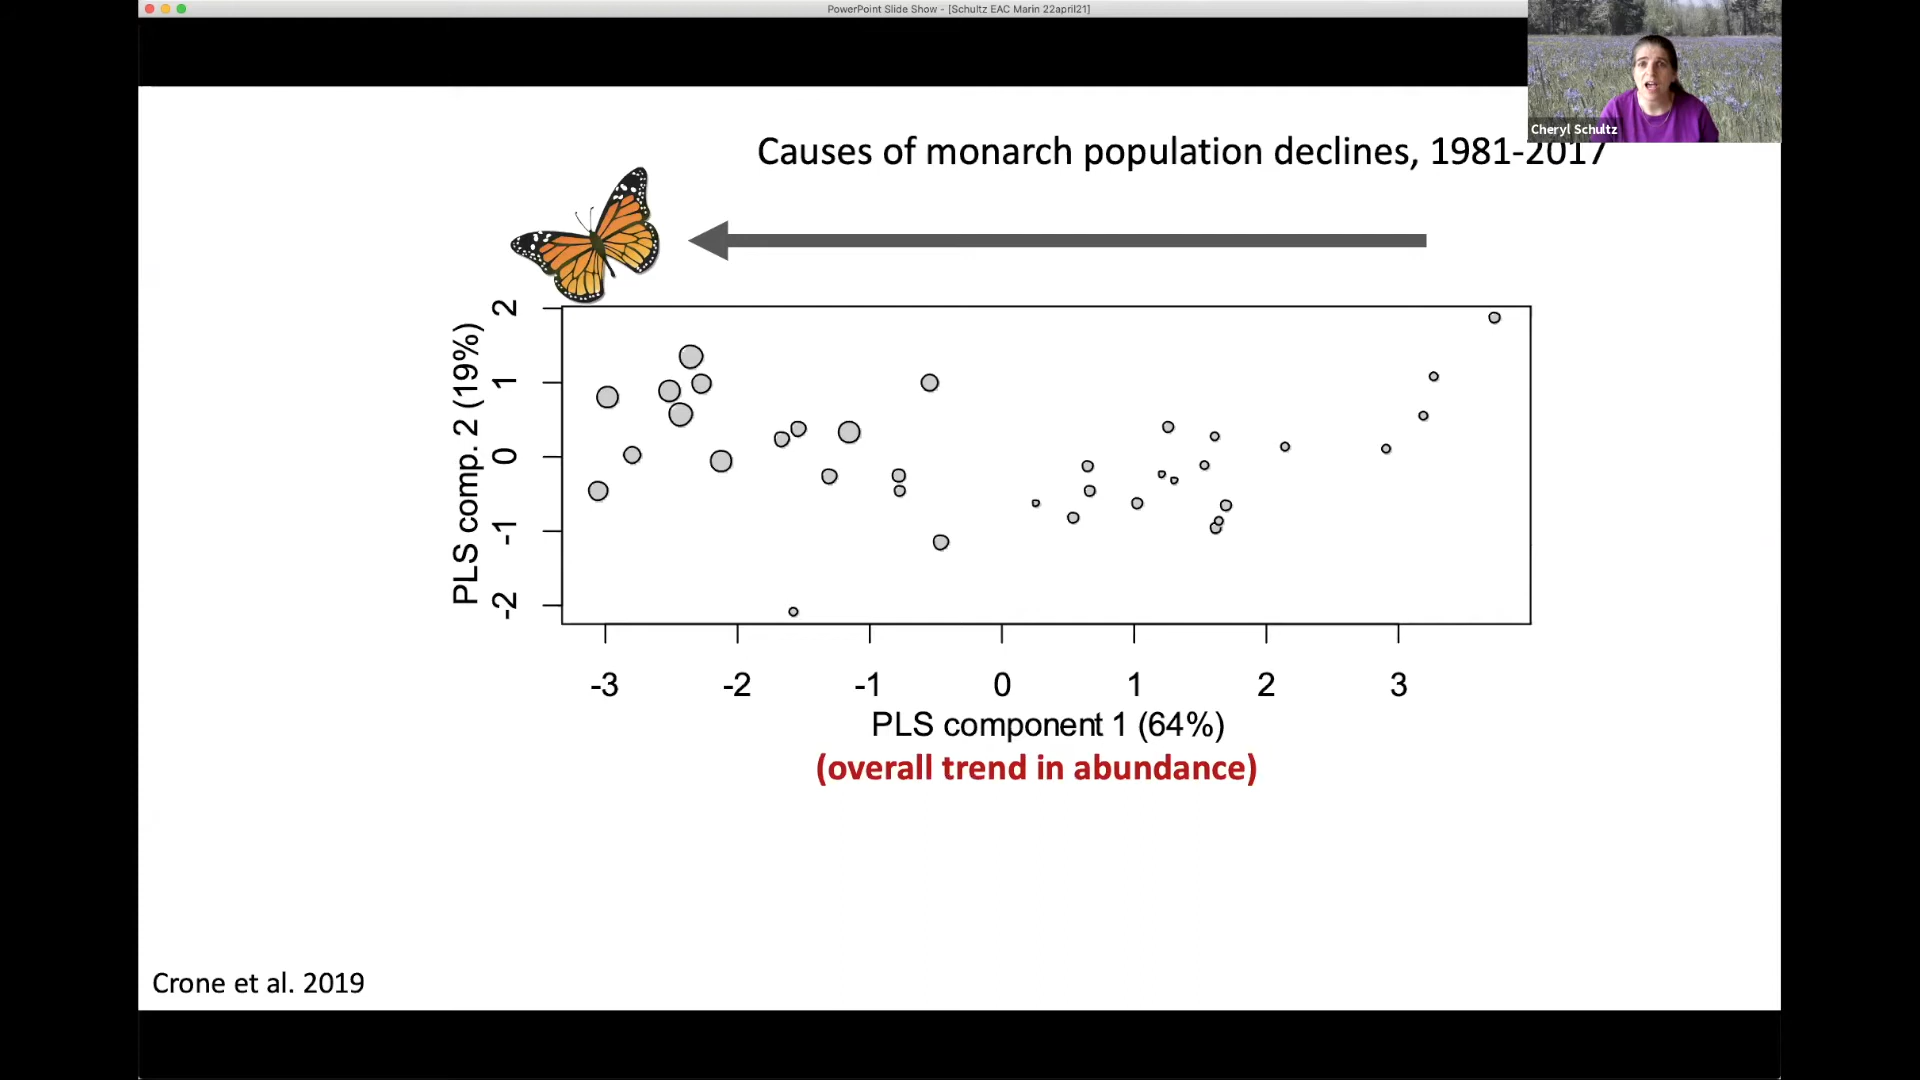 PowerPoint Slide Show - [Schultz EAC Marin 22april21]
Cheryl Schultz
Causes of monarch population declines, 1981-2017
PLS comp. 2 (19%)
2
1
0
-1
-2
-3 -2 -1 0 1 2 3
PLS component 1 (64%)
(overall trend in abundance)
Crone et al. 2019